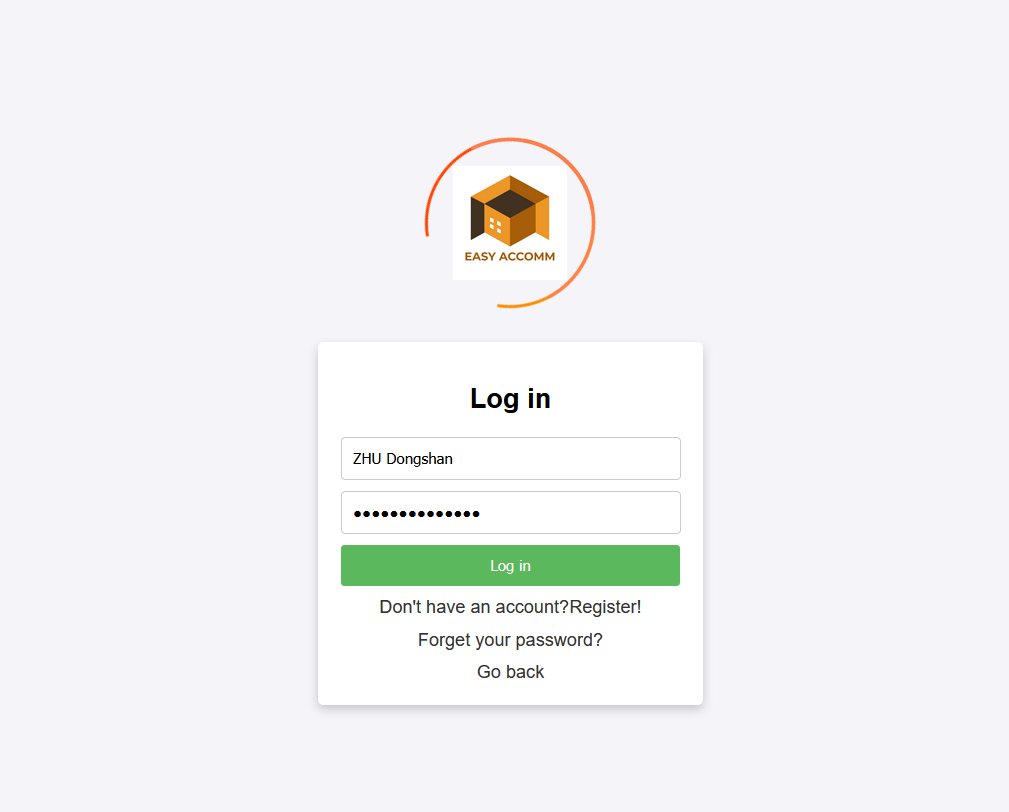 EASY ACCOMM
Log in
ZHU Dongshan
••••••••••••••
Log in
Don't have an account?Register!
Forget your password?
Go back